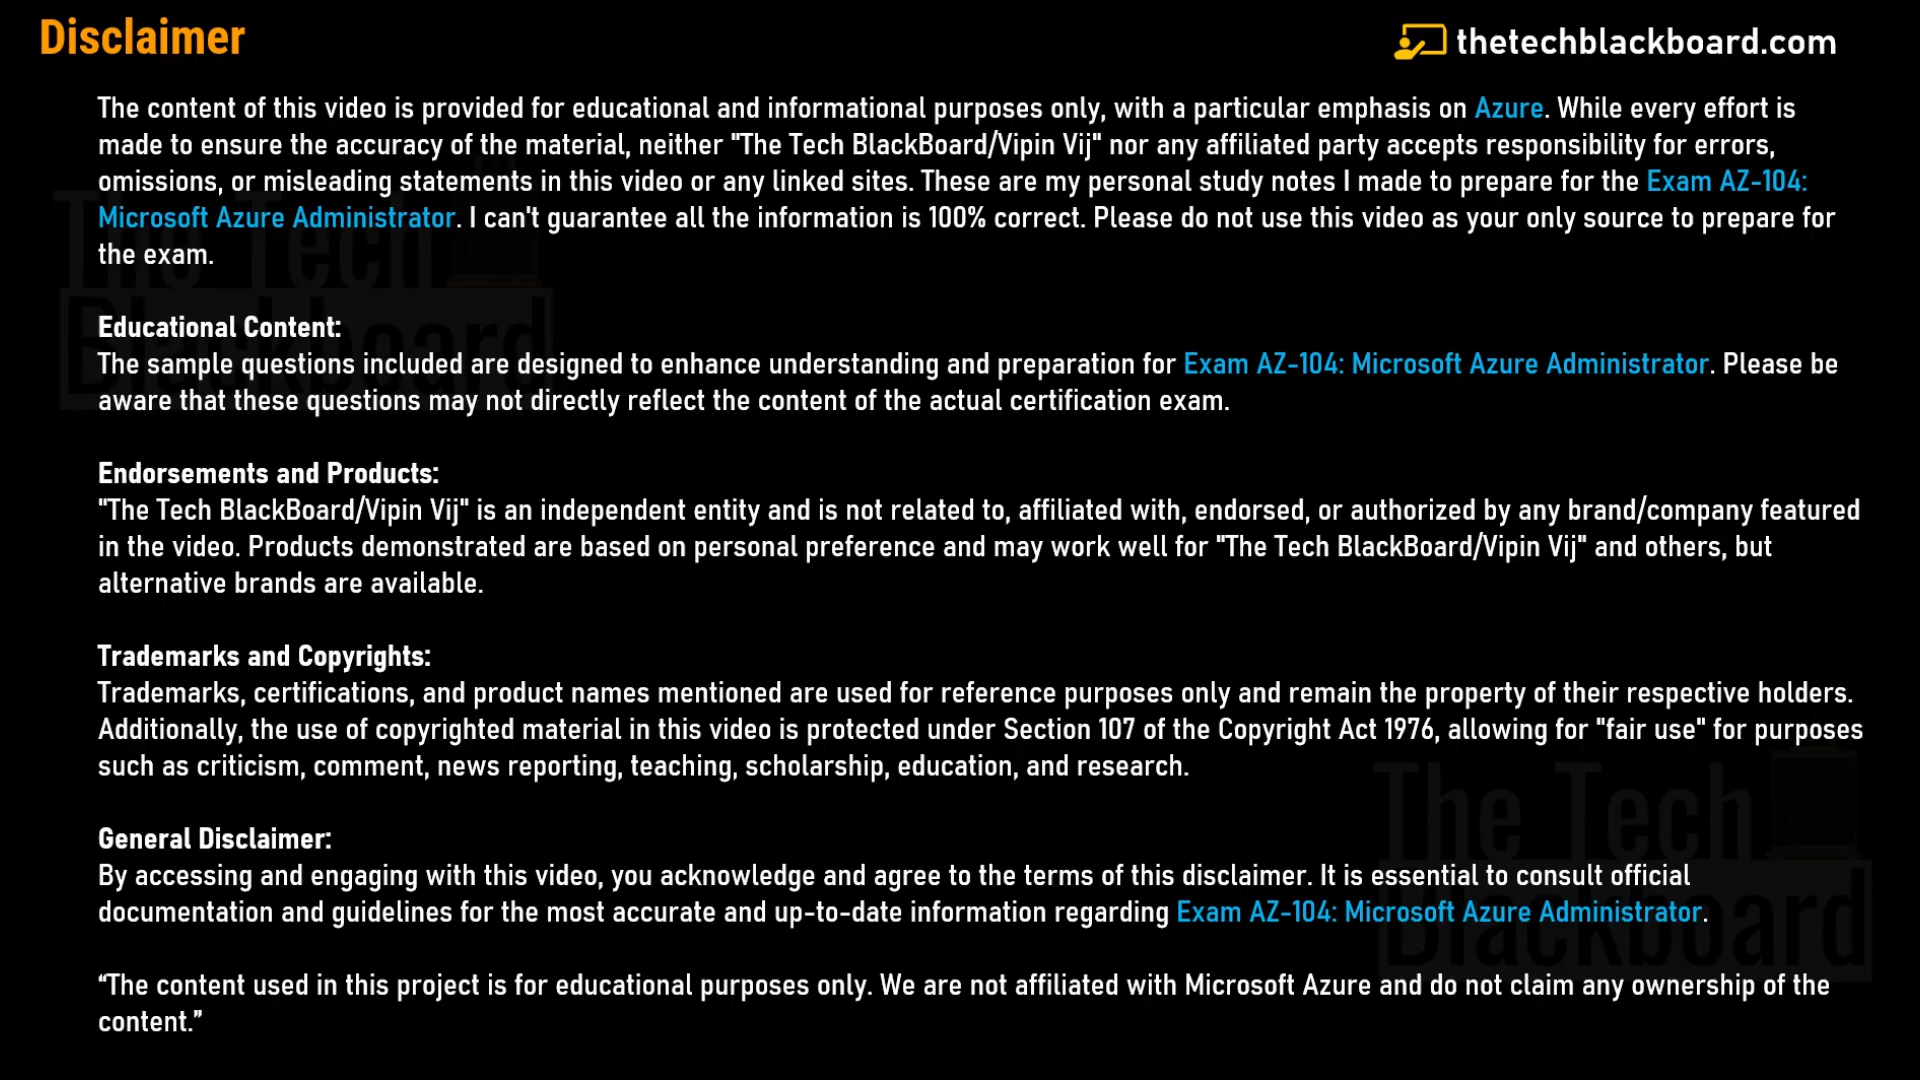 Disclaimer
thetechblackboard.com
The content of this video is provided for educational and informational purposes only, with a particular emphasis on Azure. While every effort is
made to ensure the accuracy of the material, neither "The Tech BlackBoard/Vipin Vij" nor any affiliated party accepts responsibility for errors,
omissions, or misleading statements in this video or any linked sites. These are my personal study notes I made to prepare for the Exam AZ-104:
Microsoft Azure Administrator. I can't guarantee all the information is 100% correct. Please do not use this video as your only source to prepare for
the exam.
Educational Content:
The sample questions included are designed to enhance understanding and preparation for Exam AZ-104: Microsoft Azure Administrator. Please be
aware that these questions may not directly reflect the content of the actual certification exam.
Endorsements and Products:
"The Tech BlackBoard/Vipin Vij" is an independent entity and is not related to, affiliated with, endorsed, or authorized by any brand/company featured
in the video. Products demonstrated are based on personal preference and may work well for "The Tech BlackBoard/Vipin Vij" and others, but
alternative brands are available.
Trademarks and Copyrights:
Trademarks, certifications, and product names mentioned are used for reference purposes only and remain the property of their respective holders.
Additionally, the use of copyrighted material in this video is protected under Section 107 of the Copyright Act 1976, allowing for "fair use" for purposes
such as criticism, comment, news reporting, teaching, scholarship, education, and research.
General Disclaimer:
By accessing and engaging with this video, you acknowledge and agree to the terms of this disclaimer. It is essential to consult official
documentation and guidelines for the most accurate and up-to-date information regarding Exam AZ-104: Microsoft Azure Administrator.
“The content used in this project is for educational purposes only. We are not affiliated with Microsoft Azure and do not claim any ownership of the
content.”
The Tech
Blackboard
The Tech
Blackboard